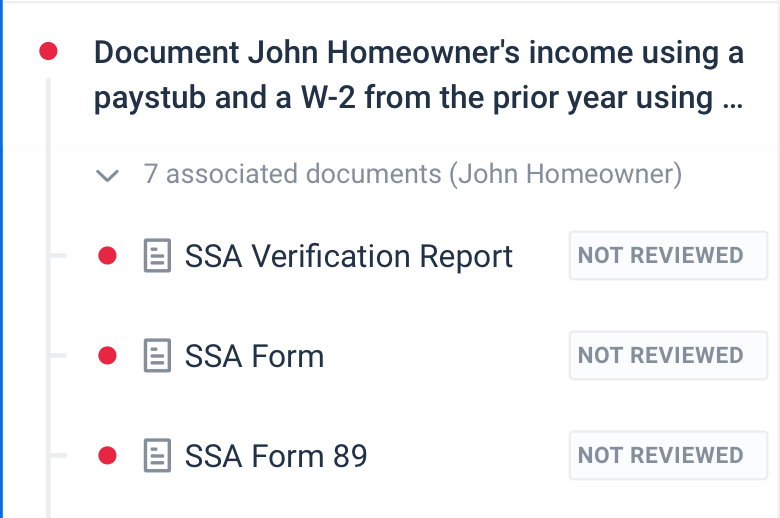 Document John Homeowner's income using a
paystub and a W-2 from the prior year using ...
7 associated documents (John Homeowner)
SSA Verification Report NOT REVIEWED
SSA Form NOT REVIEWED
SSA Form 89 NOT REVIEWED